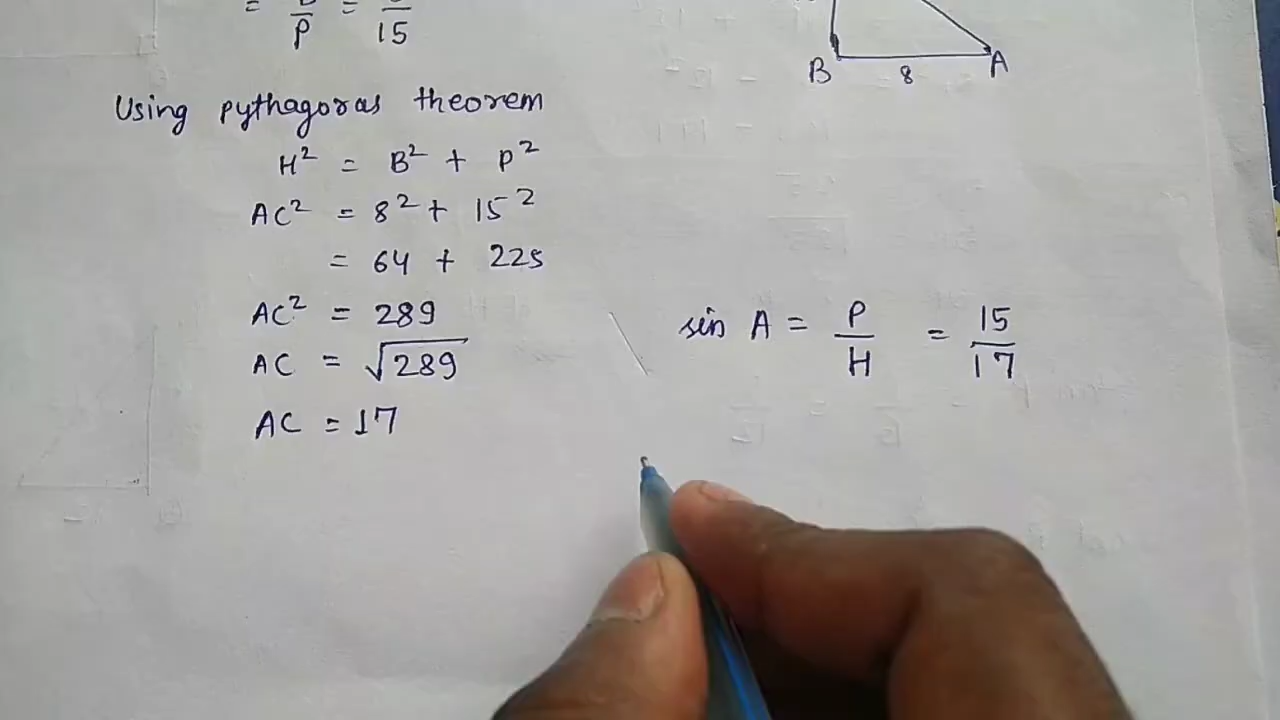 = B/P = 8/15
B 8 A
Using pythagoras theorem
H² = B² + P²
AC² = 8² + 15²
= 64 + 225
AC² = 289
AC = √289
AC = 17
sin A = P/H = 15/17